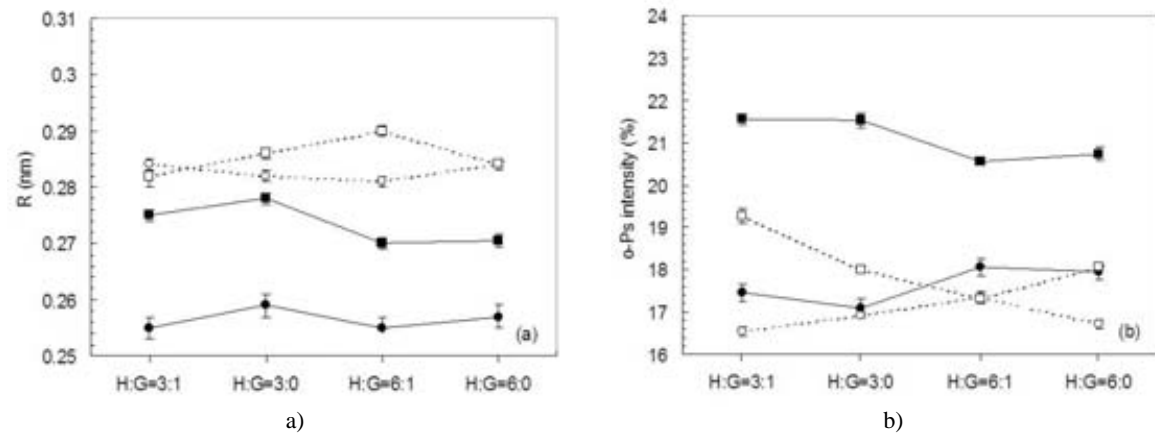 0.31
0.3
0.29
0.28
0.27
0.26
0.25
R (nm)
H:G=3:1 H:G=3:0 H:G=6:1 H:G=6:0
(a)
a)
24
23
22
21
20
19
18
17
16
o-Ps intensity (%)
H:G=3:1 H:G=3:0 H:G=6:1 H:G=6:0
(b)
b)